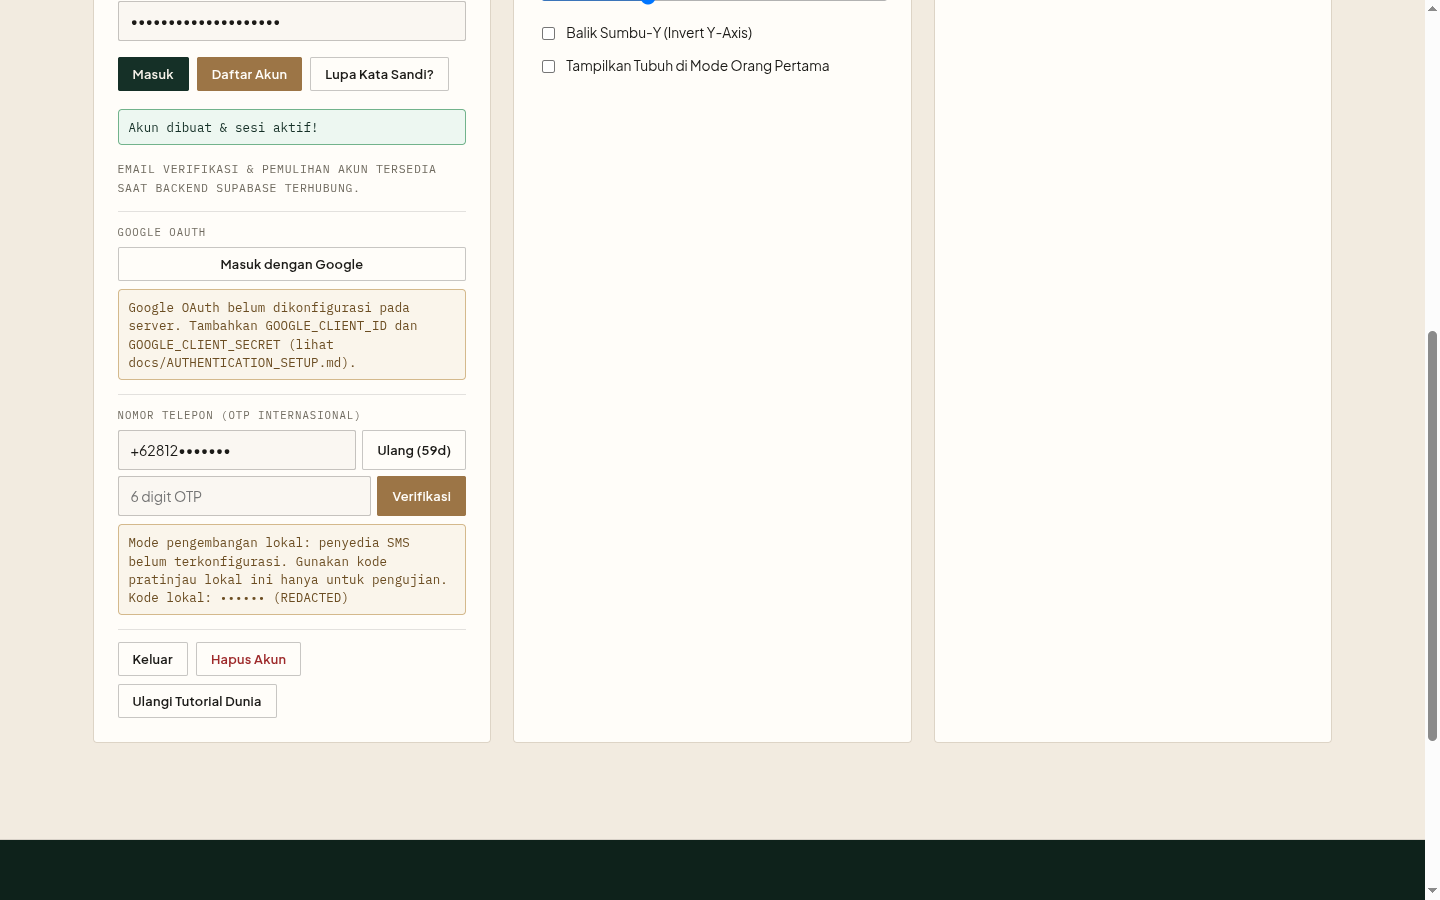 ••••••••••••••••••••
Masuk
Daftar Akun
Lupa Kata Sandi?
Akun dibuat & sesi aktif!
EMAIL VERIFIKASI & PEMULIHAN AKUN TERSEDIA
SAAT BACKEND SUPABASE TERHUBUNG.
GOOGLE OAUTH
Masuk dengan Google
Google OAuth belum dikonfigurasi pada
server. Tambahkan GOOGLE_CLIENT_ID dan
GOOGLE_CLIENT_SECRET (lihat
docs/AUTHENTICATION_SETUP.md).
NOMOR TELEPON (OTP INTERNASIONAL)
+62812•••••••
Ulang (59d)
6 digit OTP
Verifikasi
Mode pengembangan lokal: penyedia SMS
belum terkonfigurasi. Gunakan kode
pratinjau lokal ini hanya untuk pengujian.
Kode lokal: •••••• (REDACTED)
Keluar
Hapus Akun
Ulangi Tutorial Dunia
Balik Sumbu-Y (Invert Y-Axis)
Tampilkan Tubuh di Mode Orang Pertama